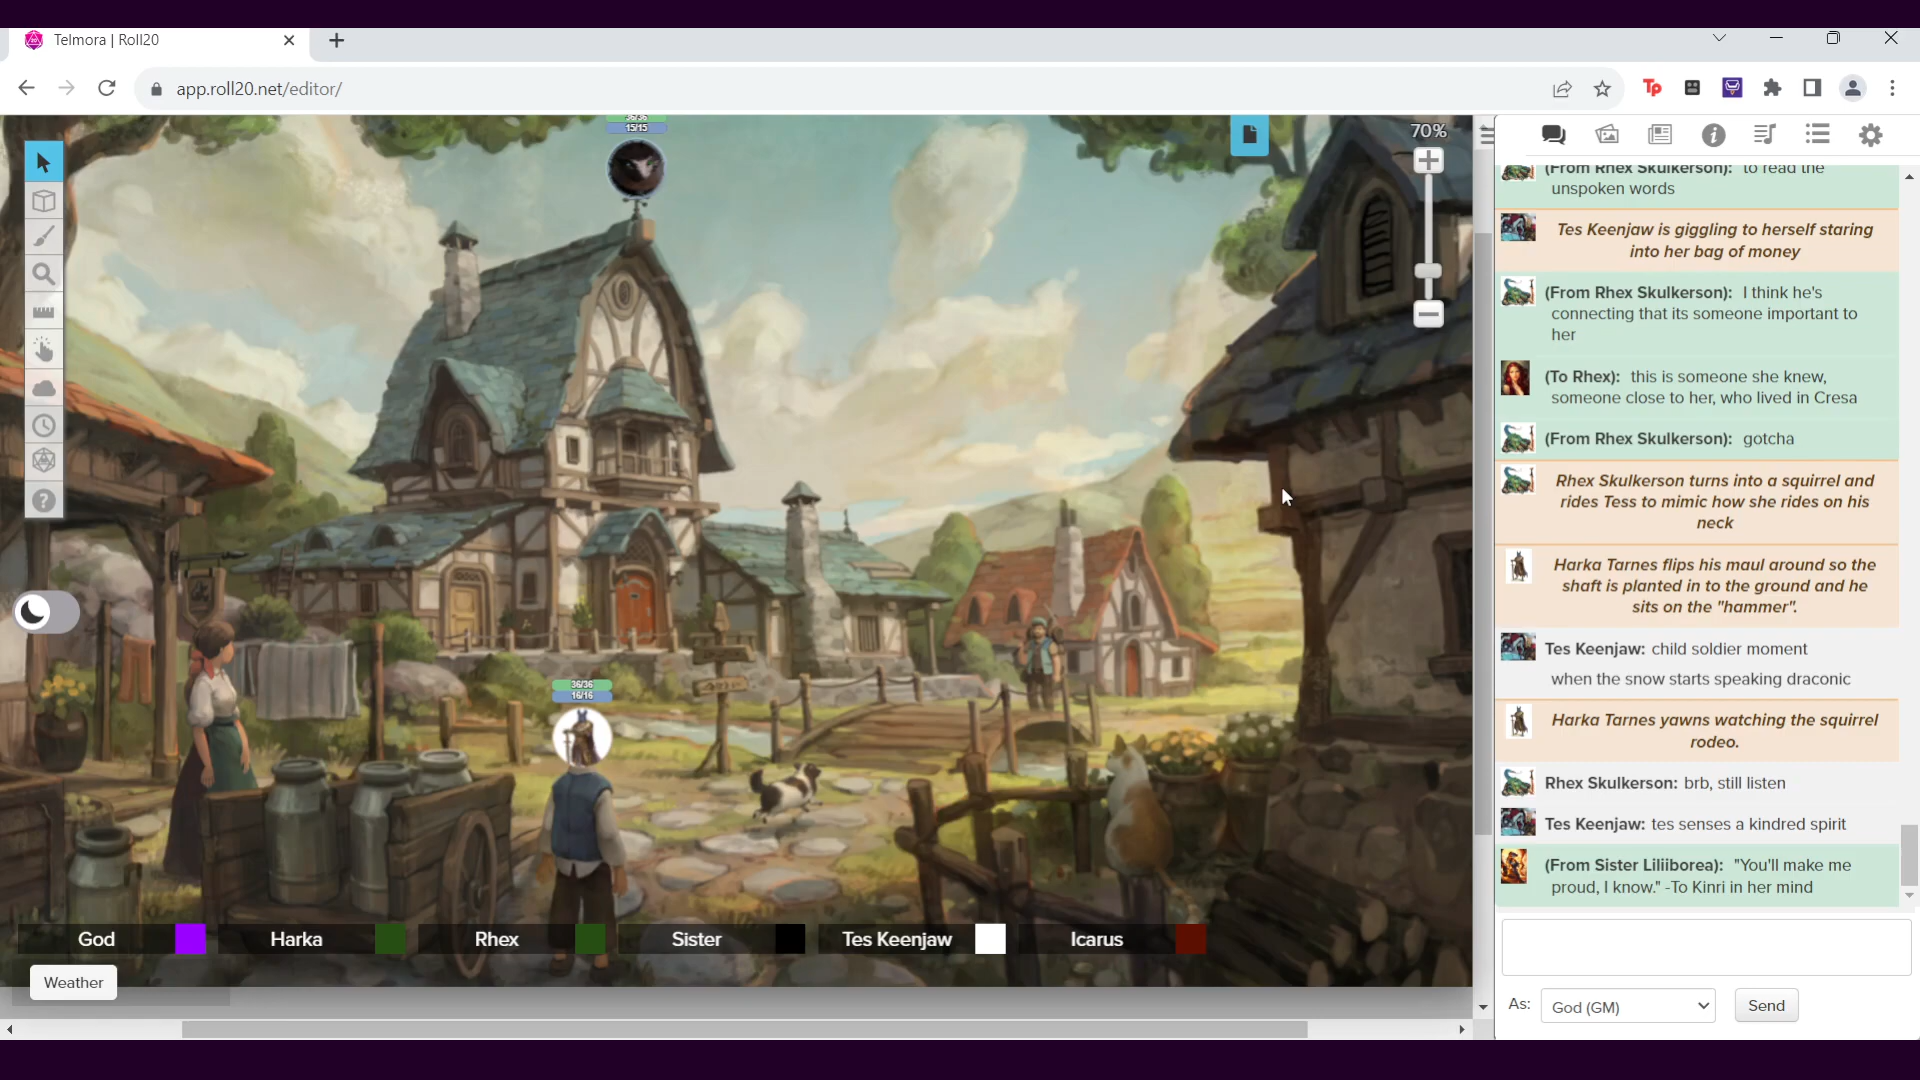 Telmora | Roll20
app.roll20.net/editor/
Tp
36/36
15/15
70%
(From Rhex Skulkerson): to read the
unspoken words
Tes Keenjaw is giggling to herself staring
into her bag of money
(From Rhex Skulkerson): I think he's
connecting that its someone important to
her
(To Rhex): this is someone she knew,
someone close to her, who lived in Cresa
(From Rhex Skulkerson): gotcha
Rhex Skulkerson turns into a squirrel and
rides Tess to mimic how she rides on his
neck
Harka Tarnes flips his maul around so the
shaft is planted in to the ground and he
sits on the "hammer".
Tes Keenjaw: child soldier moment
when the snow starts speaking draconic
Harka Tarnes yawns watching the squirrel
rodeo.
Rhex Skulkerson: brb, still listen
Tes Keenjaw: tes senses a kindred spirit
(From Sister Liliiborea): "You'll make me
proud, I know." -To Kinri in her mind
36/36
16/16
God
Harka
Rhex
Sister
Tes Keenjaw
Icarus
Weather
As:
God (GM)
Send